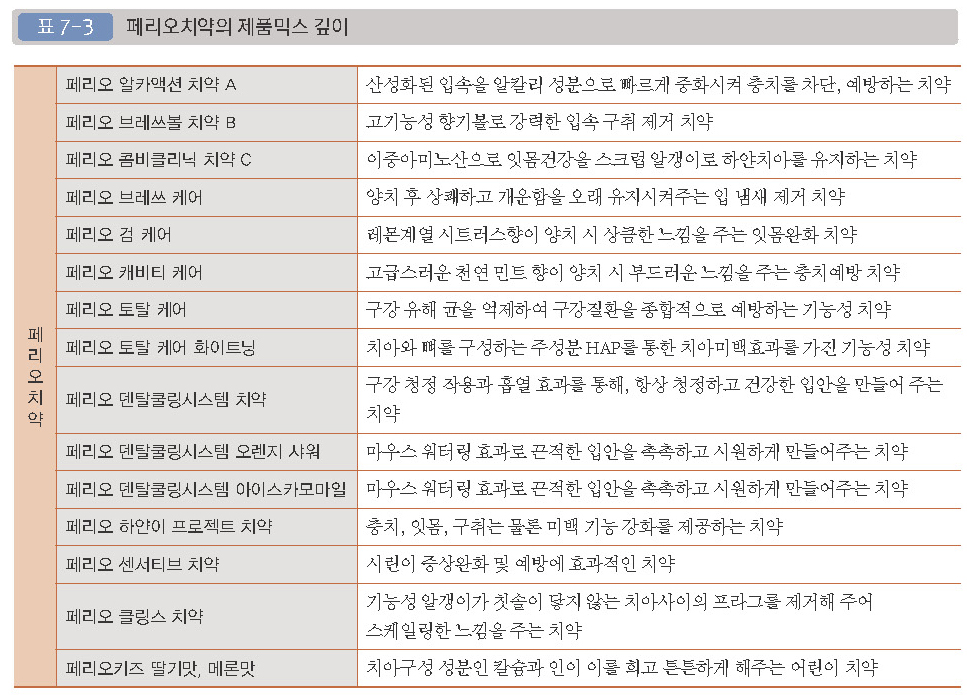 표 7-3 페리오치약의 제품믹스 깊이
페리오치약
페리오 알카액션 치약 A 산성화된 입속을 알칼리 성분으로 빠르게 중화시켜 충치를 차단, 예방하는 치약
페리오 브레쓰볼 치약 B 고기능성 향기볼로 강력한 입속 구취 제거 치약
페리오 콤비클리닉 치약 C 이중아미노산으로 잇몸건강을 스크럽 알갱이로 하얀치아를 유지하는 치약
페리오 브레쓰 케어 양치 후 상쾌하고 개운함을 오래 유지시켜주는 입 냄새 제거 치약
페리오 검 케어 레몬계열 시트러스향이 양치 시 상큼한 느낌을 주는 잇몸완화 치약
페리오 캐비티 케어 고급스러운 천연 민트 향이 양치 시 부드러운 느낌을 주는 충치예방 치약
페리오 토탈 케어 구강 유해 균을 억제하여 구강질환을 종합적으로 예방하는 기능성 치약
페리오 토탈 케어 화이트닝 치아와 뼈를 구성하는 주성분 HAP를 통한 치아미백효과를 가진 기능성 치약
페리오 덴탈쿨링시스템 치약 구강 청정 작용과 흡열 효과를 통해, 항상 청정하고 건강한 입안을 만들어 주는
치약
페리오 덴탈쿨링시스템 오렌지 샤워 마우스 워터링 효과로 끈적한 입안을 촉촉하고 시원하게 만들어주는 치약
페리오 덴탈쿨링시스템 아이스카모마일 마우스 워터링 효과로 끈적한 입안을 촉촉하고 시원하게 만들어주는 치약
페리오 하얀이 프로젝트 치약 충치, 잇몸, 구취는 물론 미백 기능 강화를 제공하는 치약
페리오 센서티브 치약 시린이 증상완화 및 예방에 효과적인 치약
페리오 클링스 치약 기능성 알갱이가 칫솔이 닿지 않는 치아사이의 프라그를 제거해 주어
스케일링한 느낌을 주는 치약
페리오키즈 딸기맛, 메론맛 치아구성 성분인 칼슘과 인이 이를 희고 튼튼하게 해주는 어린이 치약